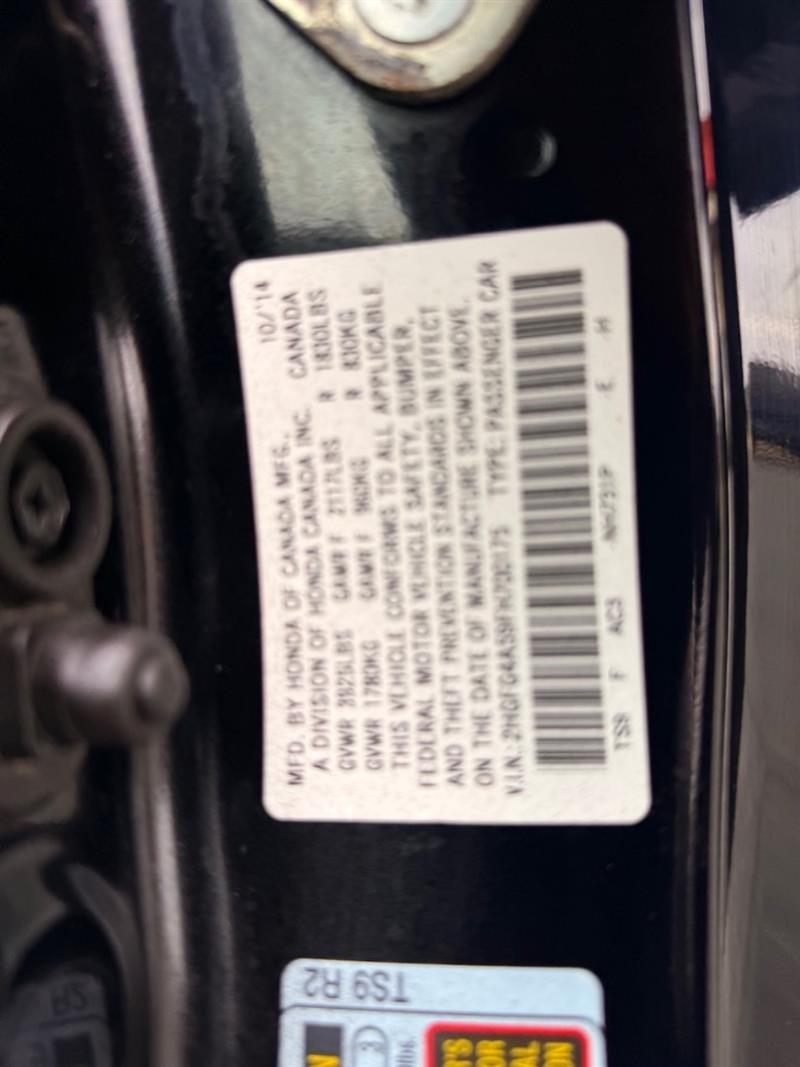 MFD. BY HONDA OF CANADA MFG., 10/'14
A DIVISION OF HONDA CANADA INC. CANADA
GVWR 3925LBS GAWR F 2117LBS R 1830LBS
GVWR 1780KG GAWR F 960KG R 830KG
THIS VEHICLE CONFORMS TO ALL APPLICABLE
FEDERAL MOTOR VEHICLE SAFETY, BUMPER,
AND THEFT PREVENTION STANDARDS IN EFFECT
ON THE DATE OF MANUFACTURE SHOWN ABOVE.
V.I.N.: TYPE: PASSENGER CAR
TS9 F AC3 NH731P E H
TS9 R2
3
lbs.